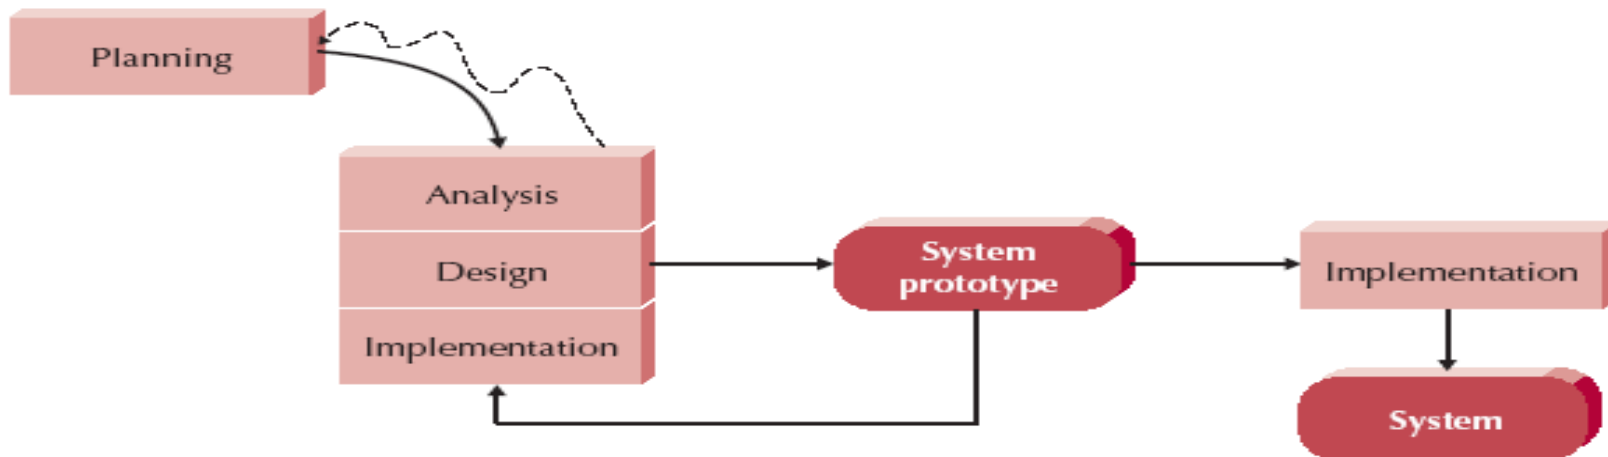 Planning
Analysis
Design
Implementation
System
prototype
Implementation
System